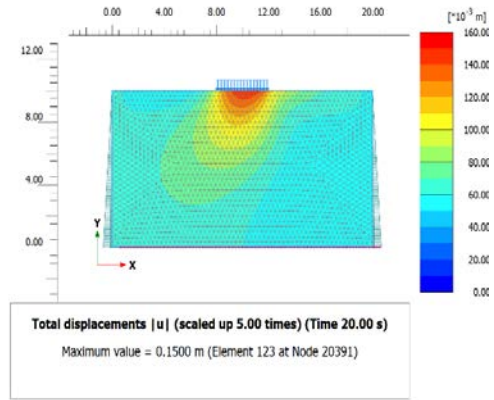 0.00 4.00 8.00 12.00 16.00 20.00
[*10⁻³ m]
160.00
12.00
140.00
120.00
8.00
100.00
80.00
4.00
60.00
40.00
0.00
Y
20.00
X
0.00
Total displacements |u| (scaled up 5.00 times) (Time 20.00 s)
Maximum value = 0.1500 m (Element 123 at Node 20391)